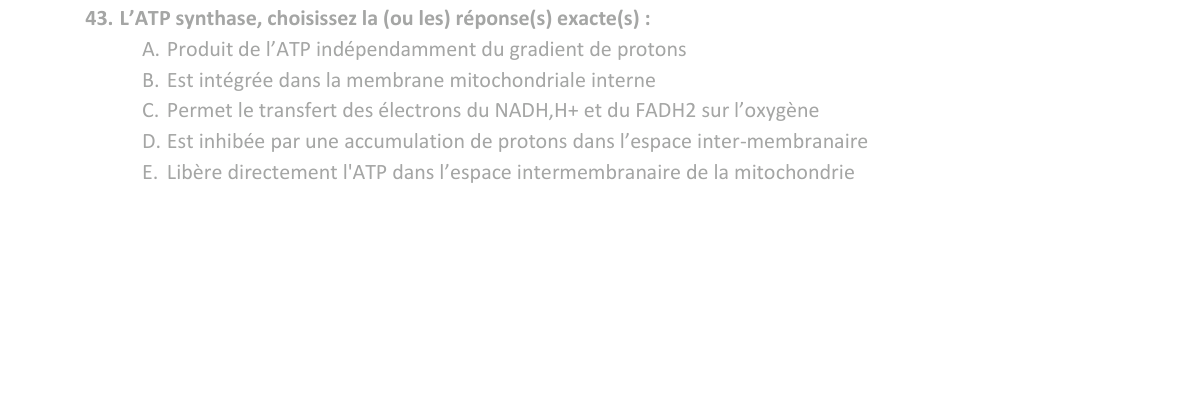 43. L’ATP synthase, choisissez la (ou les) réponse(s) exacte(s) :
A. Produit de l’ATP indépendamment du gradient de protons
B. Est intégrée dans la membrane mitochondriale interne
C. Permet le transfert des électrons du NADH,H+ et du FADH2 sur l’oxygène
D. Est inhibée par une accumulation de protons dans l’espace inter-membranaire
E. Libère directement l'ATP dans l’espace intermembranaire de la mitochondrie